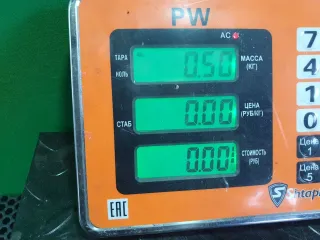 PW
AC
ТАРА
НОЛЬ
0.50
МАССА
(КГ)
7
4
1
0
СТАБ
0.00
ЦЕНА
(РУБ/КГ)
0.00
СТОИМОСТЬ
(РУБ)
Цена
1
Цена
5
EAC
Shtap